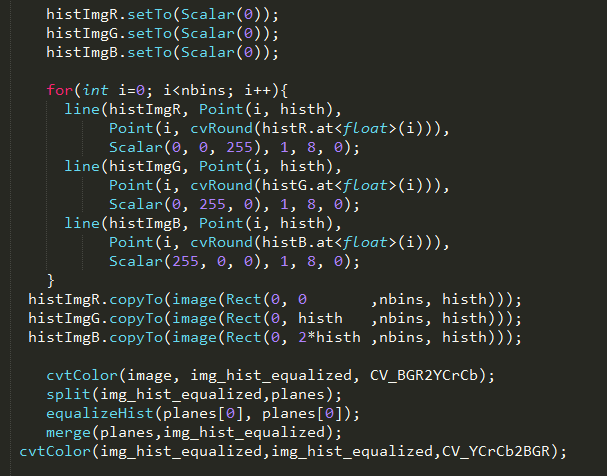 histImgR.setTo(Scalar(0));
histImgG.setTo(Scalar(0));
histImgB.setTo(Scalar(0));
for(int i=0; i<nbins; i++){
line(histImgR, Point(i, histh),
Point(i, cvRound(histR.at<float>(i))),
Scalar(0, 0, 255), 1, 8, 0);
line(histImgG, Point(i, histh),
Point(i, cvRound(histG.at<float>(i))),
Scalar(0, 255, 0), 1, 8, 0);
line(histImgB, Point(i, histh),
Point(i, cvRound(histB.at<float>(i))),
Scalar(255, 0, 0), 1, 8, 0);
}
histImgR.copyTo(image(Rect(0, 0       ,nbins, histh)));
histImgG.copyTo(image(Rect(0, histh   ,nbins, histh)));
histImgB.copyTo(image(Rect(0, 2*histh ,nbins, histh)));
cvtColor(image, img_hist_equalized, CV_BGR2YCrCb);
split(img_hist_equalized,planes);
equalizeHist(planes[0], planes[0]);
merge(planes,img_hist_equalized);
cvtColor(img_hist_equalized,img_hist_equalized,CV_YCrCb2BGR);